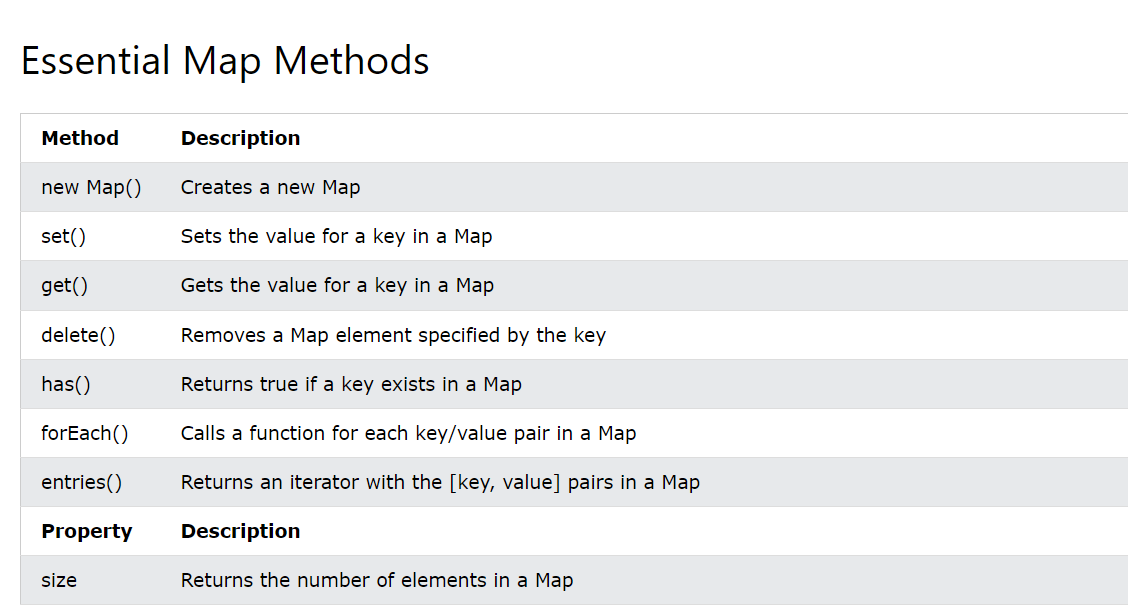 Essential Map Methods
Method Description
new Map() Creates a new Map
set() Sets the value for a key in a Map
get() Gets the value for a key in a Map
delete() Removes a Map element specified by the key
has() Returns true if a key exists in a Map
forEach() Calls a function for each key/value pair in a Map
entries() Returns an iterator with the [key, value] pairs in a Map
Property Description
size Returns the number of elements in a Map